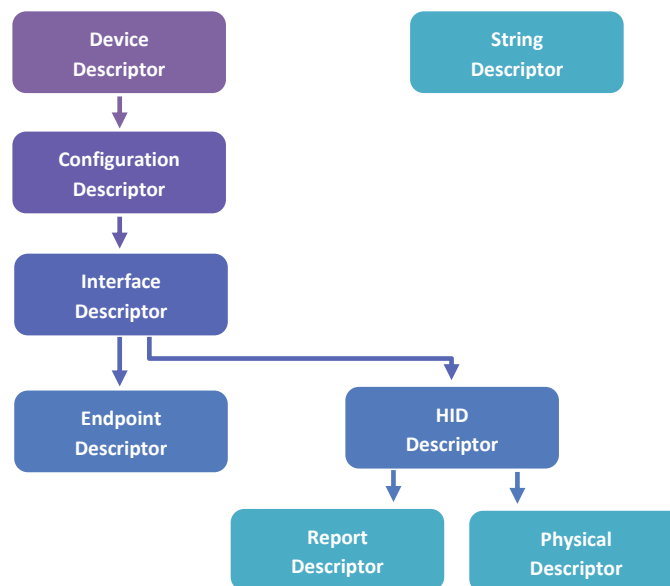 Device
Descriptor
String
Descriptor
Configuration
Descriptor
Interface
Descriptor
Endpoint
Descriptor
HID
Descriptor
Report
Descriptor
Physical
Descriptor